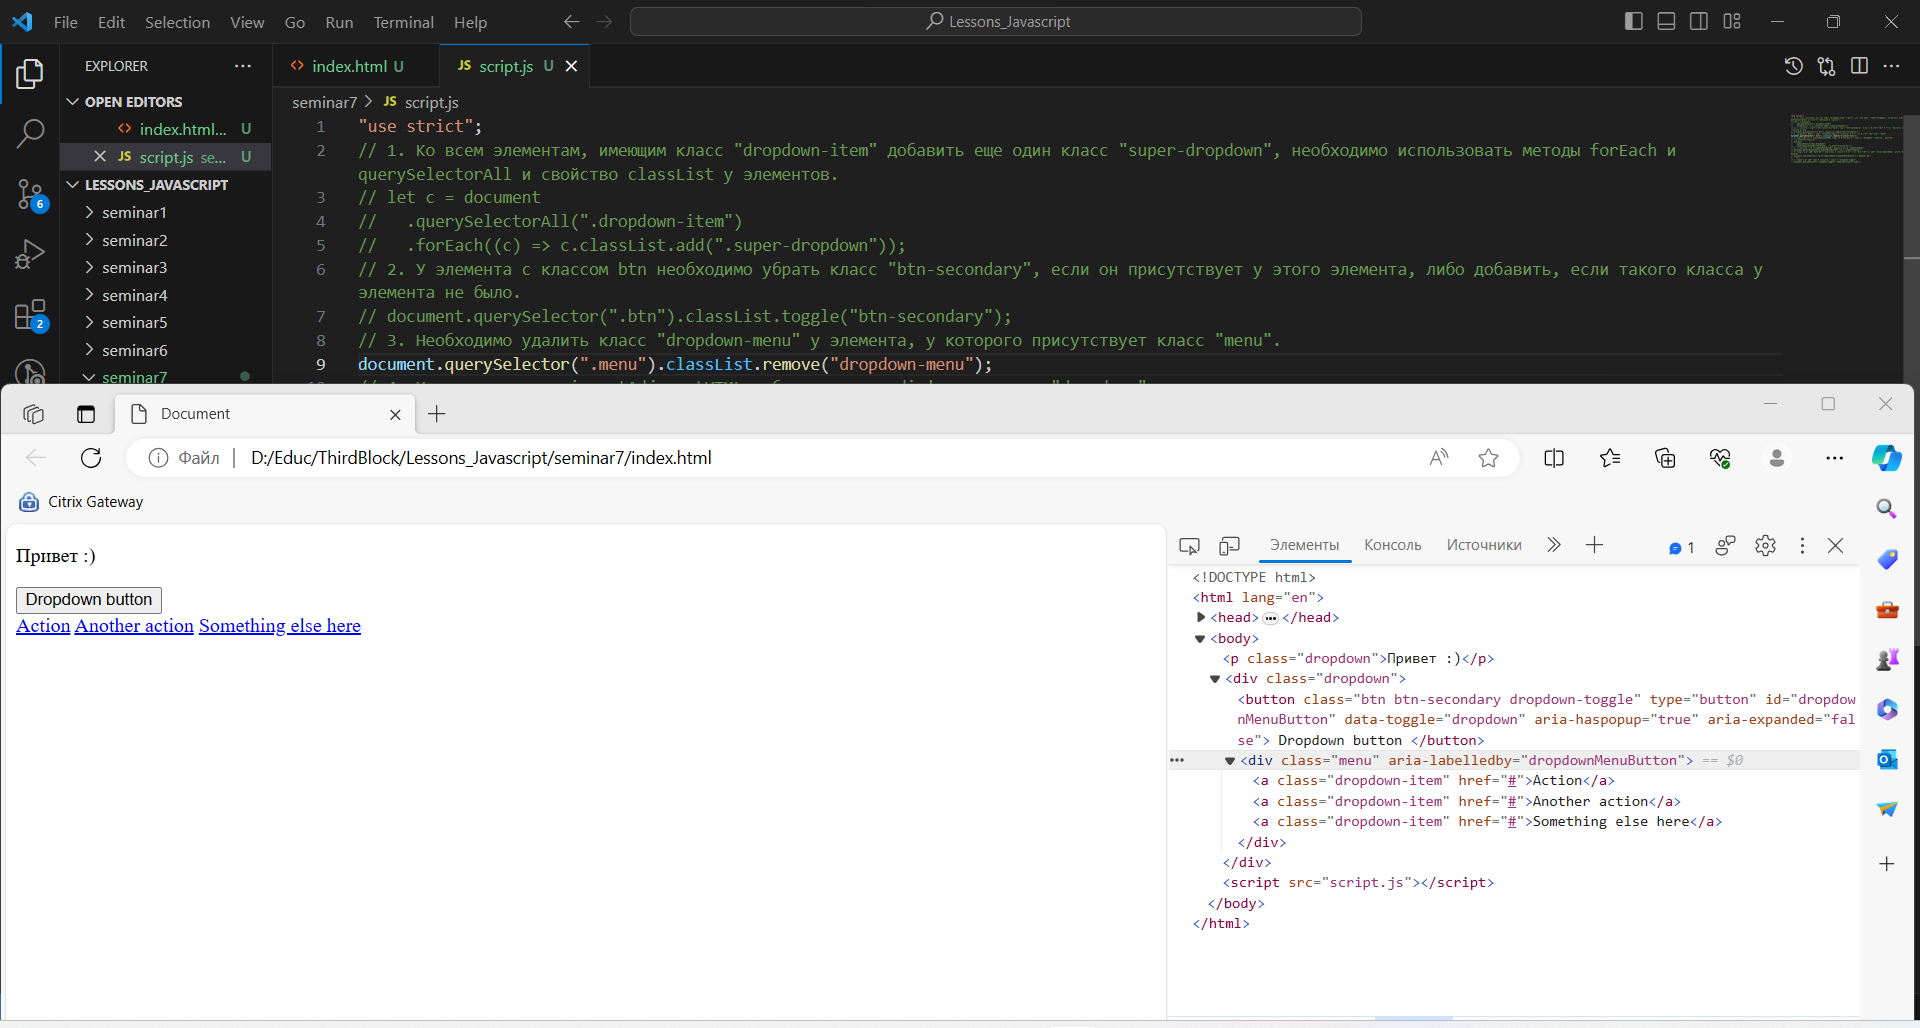 File Edit Selection View Go Run Terminal Help
Lessons_Javascript
EXPLORER
index.html U
JS script.js U
OPEN EDITORS
index.html... U
JS script.js se... U
LESSONS_JAVASCRIPT
seminar1
seminar2
seminar3
seminar4
seminar5
seminar6
seminar7
6
2
seminar7 > JS script.js
1 "use strict";
2 // 1. Ко всем элементам, имеющим класс "dropdown-item" добавить еще один класс "super-dropdown", необходимо использовать методы forEach и
querySelectorAll и свойство classList у элементов.
3 // let c = document
4 //   .querySelectorAll(".dropdown-item")
5 //   .forEach((c) => c.classList.add(".super-dropdown"));
6 // 2. У элемента с классом btn необходимо убрать класс "btn-secondary", если он присутствует у этого элемента, либо добавить, если такого класса у
элемента не было.
7 // document.querySelector(".btn").classList.toggle("btn-secondary");
8 // 3. Необходимо удалить класс "dropdown-menu" у элемента, у которого присутствует класс "menu".
9 document.querySelector(".menu").classList.remove("dropdown-menu");
Document
Файл D:/Educ/ThirdBlock/Lessons_Javascript/seminar7/index.html
Citrix Gateway
Привет :)
Dropdown button
Action Another action Something else here
Элементы Консоль Источники
1
<!DOCTYPE html>
<html lang="en">
<head> ••• </head>
<body>
<p class="dropdown">Привет :)</p>
<div class="dropdown">
<button class="btn btn-secondary dropdown-toggle" type="button" id="dropdow
nMenuButton" data-toggle="dropdown" aria-haspopup="true" aria-expanded="fal
se"> Dropdown button </button>
<div class="menu" aria-labelledby="dropdownMenuButton"> == $0
<a class="dropdown-item" href="#">Action</a>
<a class="dropdown-item" href="#">Another action</a>
<a class="dropdown-item" href="#">Something else here</a>
</div>
</div>
<script src="script.js"></script>
</body>
</html>